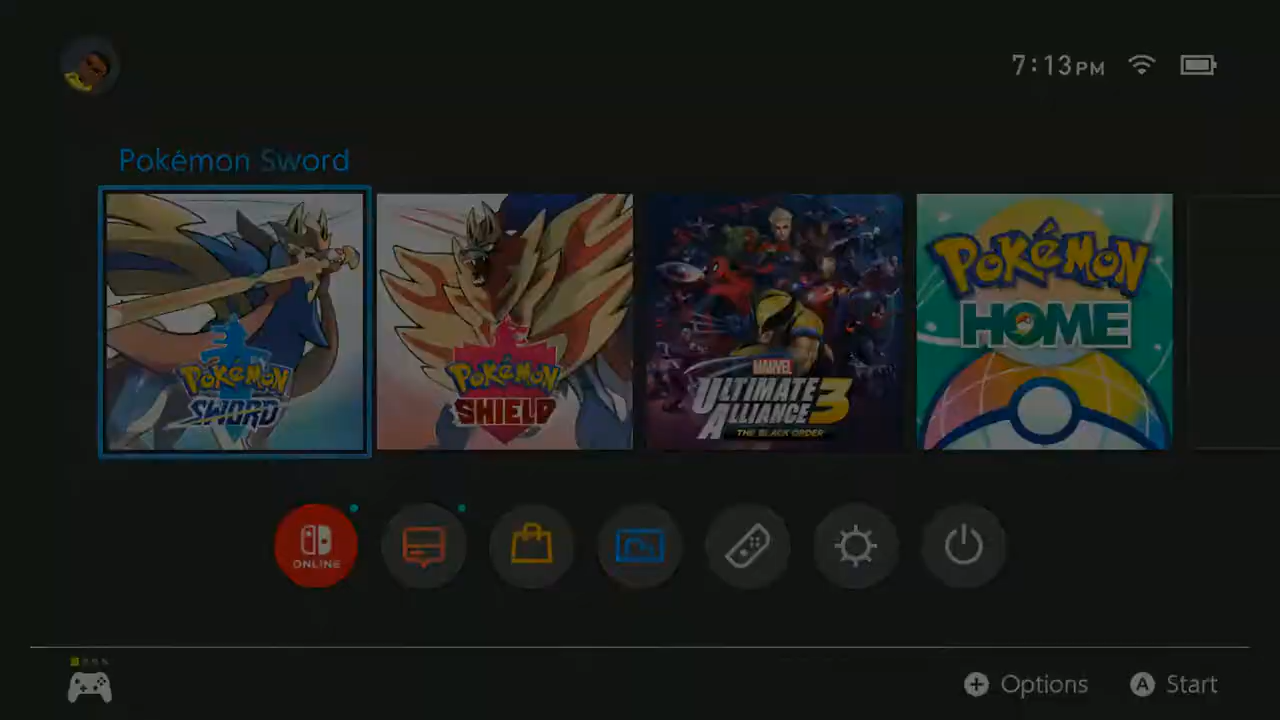 7:13PM
Pokémon Sword
POKÉMON
SWORD
POKÉMON
SHIELD
MARVEL
ULTIMATE
ALLIANCE 3
THE BLACK ORDER
POKÉMON
HOME
ONLINE
Options
Start